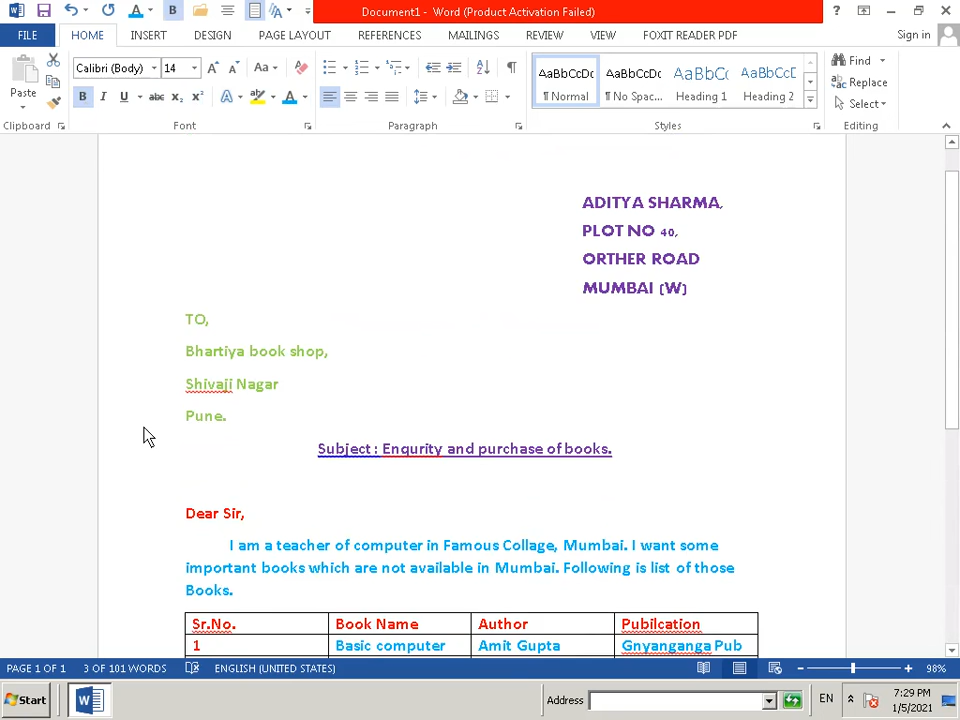 Document1 - Word (Product Activation Failed)
FILE HOME INSERT DESIGN PAGE LAYOUT REFERENCES MAILINGS REVIEW VIEW FOXIT READER PDF Sign in
Calibri (Body) 14 Aa AaBbCcDc AaBbCcDc AaBbCc AaBbCcD Find
Paste Replace
B I U abc X₂ X² A A ¶ Normal ¶ No Spac... Heading 1 Heading 2 Select
Clipboard Font Paragraph Styles Editing
ADITYA SHARMA,
PLOT NO 40,
ORTHER ROAD
MUMBAI (W)
TO,
Bhartiya book shop,
Shivaji Nagar
Pune.
Subject : Enqurity and purchase of books.
Dear Sir,
I am a teacher of computer in Famous Collage, Mumbai. I want some
important books which are not available in Mumbai. Following is list of those
Books.
Sr.No. Book Name Author Pubilcation
1 Basic computer Amit Gupta Gnyanganga Pub
PAGE 1 OF 1 3 OF 101 WORDS ENGLISH (UNITED STATES) 98%
Start Address EN 7:29 PM
1/5/2021